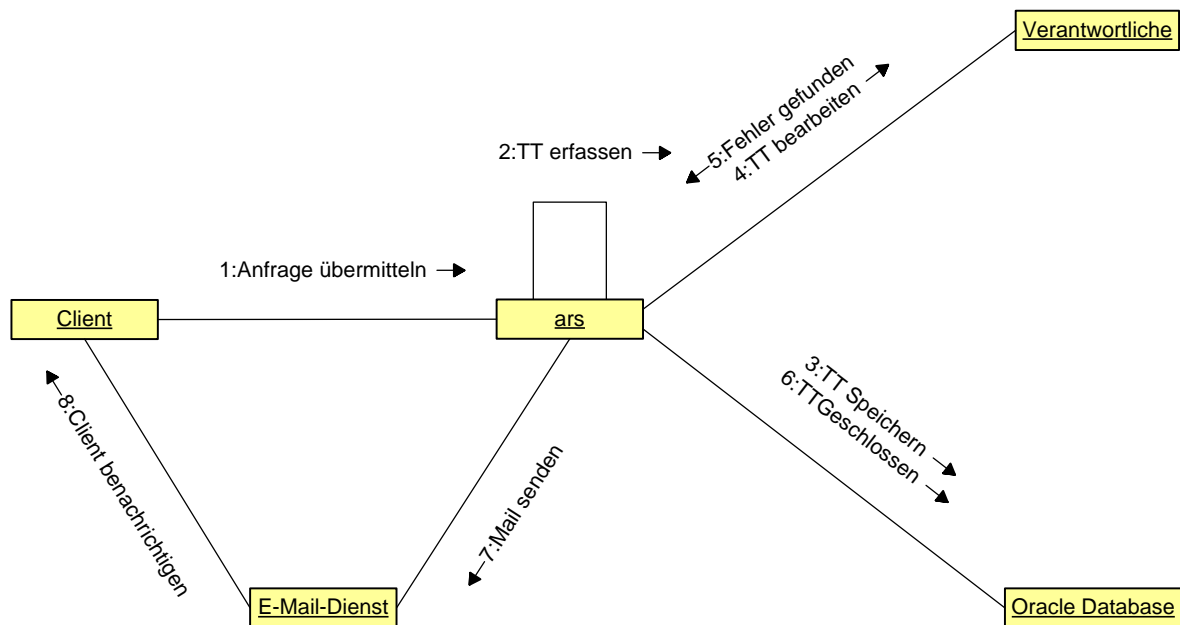 Verantwortliche
5:Fehler gefunden
4:TT bearbeiten
2:TT erfassen
1:Anfrage übermitteln
Client
ars
3:TT Speichern
6:TTGeschlossen
8:Client benachrichtigen
7:Mail senden
E-Mail-Dienst
Oracle Database